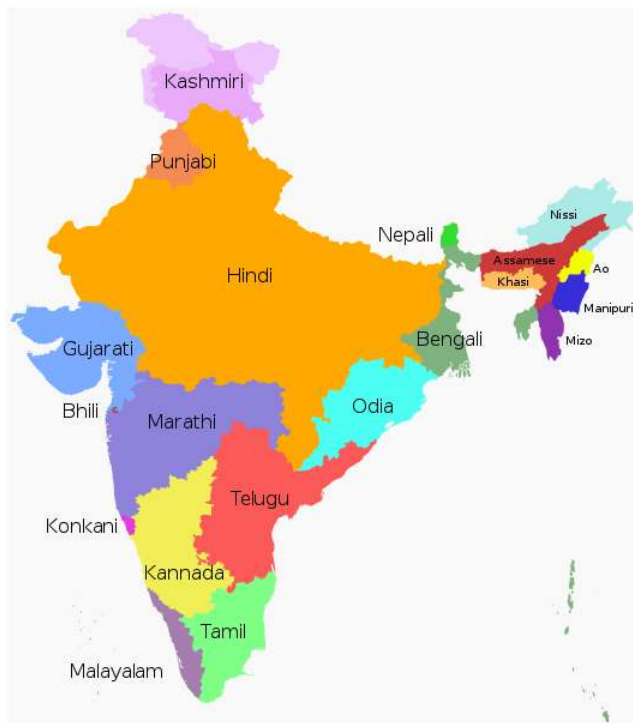 Kashmiri
Punjabi
Nissi
Nepali
Assamese
Ao
Hindi
Khasi
Manipuri
Bengali
Mizo
Gujarati
Bhili
Odia
Marathi
Telugu
Konkani
Kannada
Tamil
Malayalam